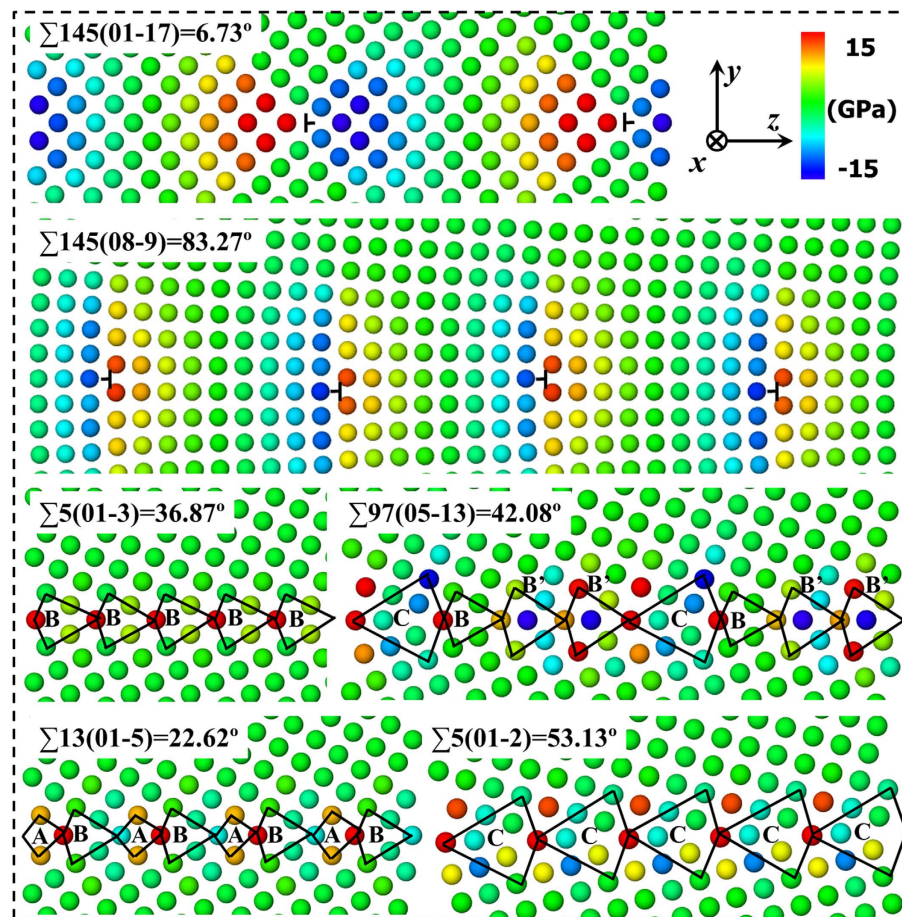 ∑145(01-17)=6.73º
15
(GPa)
-15
y
z
x
∑145(08-9)=83.27º
∑5(01-3)=36.87º
∑97(05-13)=42.08º
B B B B B
C B B' B' C B B' B'
∑13(01-5)=22.62º
∑5(01-2)=53.13º
A B A B A B A B
C C C C C